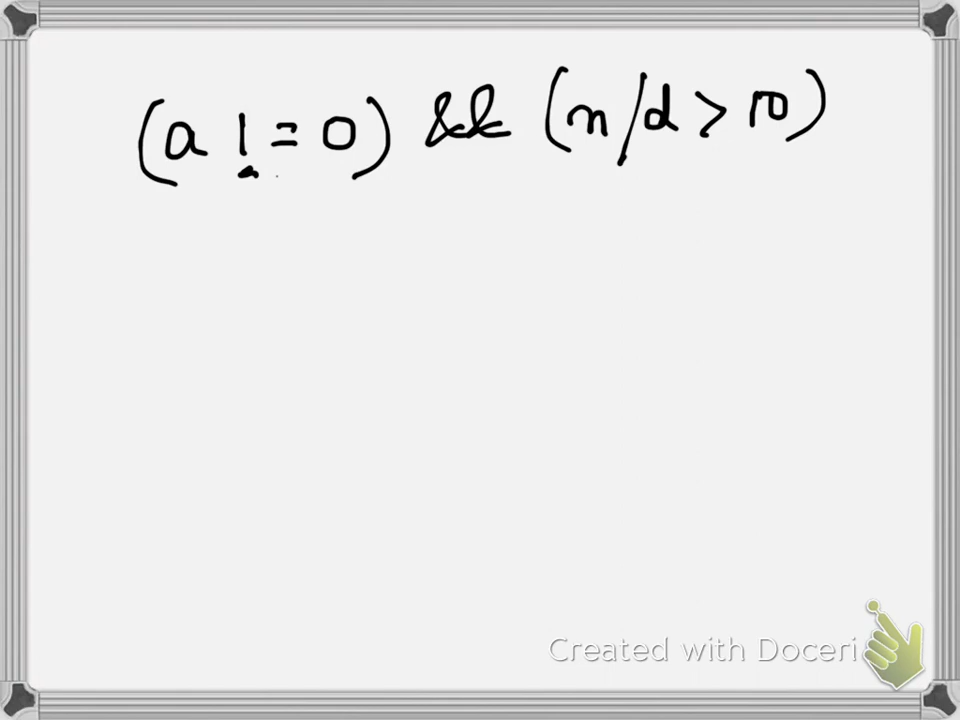 (a != 0) && (n/d > 10)
Created with Doceri